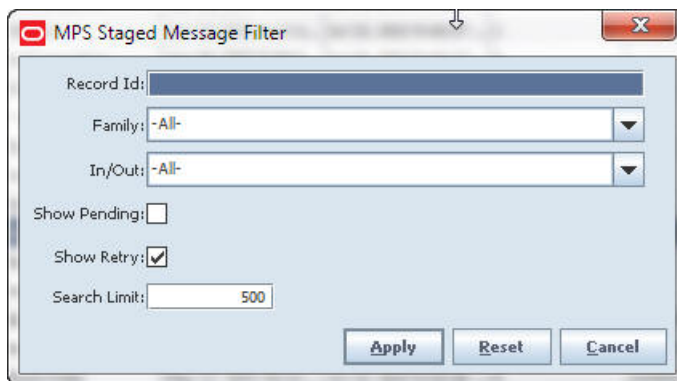 MPS Staged Message Filter
Record Id:
Family: -All-
In/Out: -All-
Show Pending:
Show Retry:
Search Limit: 500
Apply Reset Cancel